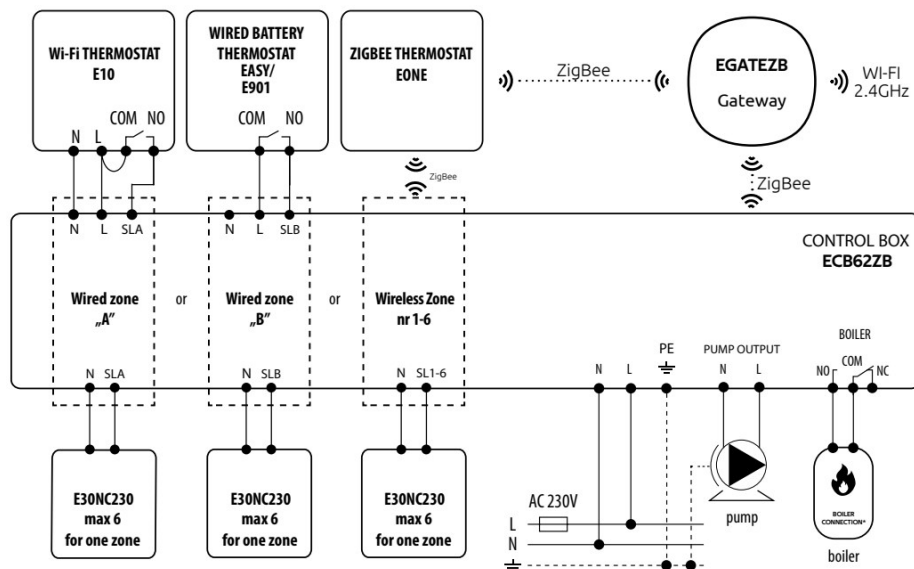 Wi-Fi THERMOSTAT
E10
COM NO
N L
WIRED BATTERY
THERMOSTAT
EASY/
E901
COM NO
ZIGBEE THERMOSTAT
EONE
ZigBee
EGATEZB
Gateway
WI-FI
2.4GHz
ZigBee
ZigBee
N L SLA
N L SLB
CONTROL BOX
ECB62ZB
Wired zone
„A”
or
Wired zone
„B”
or
Wireless Zone
nr 1-6
N SLA
N SLB
N SL1-6
N L
PE
PUMP OUTPUT
N L
BOILER
NO COM NC
E30NC230
max 6
for one zone
E30NC230
max 6
for one zone
E30NC230
max 6
for one zone
AC 230V
L
N
pump
BOILER
CONNECTION*
boiler